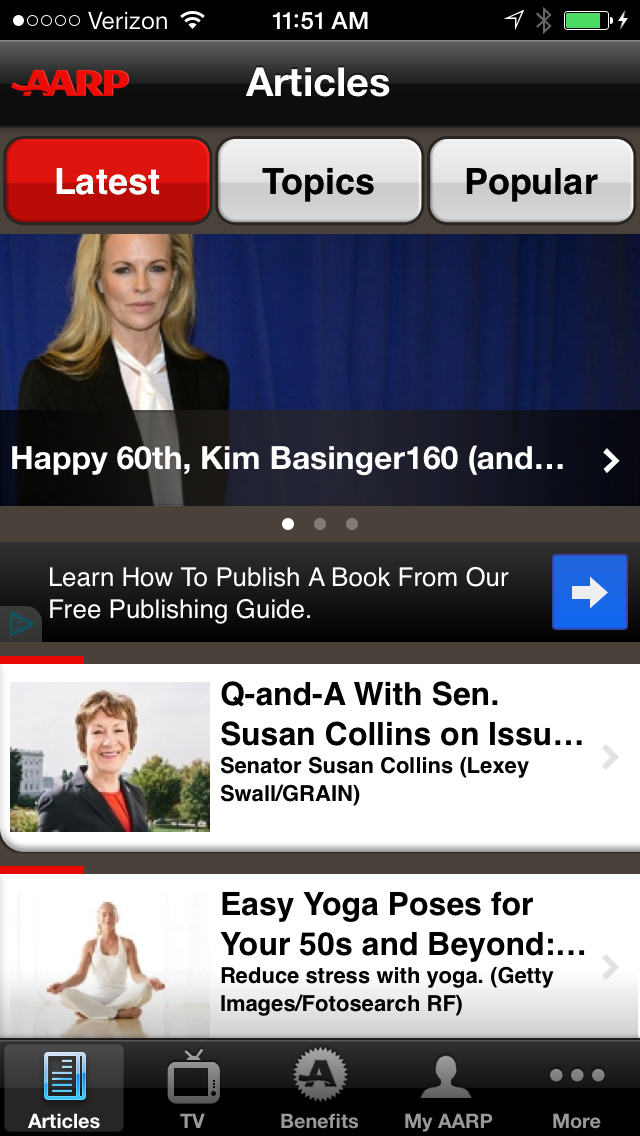 Verizon 11:51 AM
AARP Articles
Latest Topics Popular
Happy 60th, Kim Basinger160 (and...
Learn How To Publish A Book From Our
Free Publishing Guide.
Q-and-A With Sen.
Susan Collins on Issu...
Senator Susan Collins (Lexey
Swall/GRAIN)
Easy Yoga Poses for
Your 50s and Beyond:...
Reduce stress with yoga. (Getty
Images/Fotosearch RF)
Articles TV Benefits My AARP More